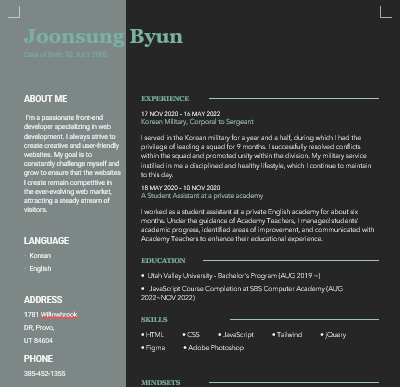 Joonsung Byun
Date of Birth: 02 JULY 2000
ABOUT ME
I'm a passionate front-end
developer specializing in web
development. I always strive to
create creative and user-friendly
websites. My goal is to
constantly challenge myself and
grow to ensure that the websites
I create remain competitive in
the ever-evolving web market,
attracting a steady stream of
visitors.
LANGUAGE
· Korean
· English
ADDRESS
1781 Willowbrook
DR, Provo,
UT 84604
PHONE
385-452-1355
EXPERIENCE
17 NOV 2020 - 16 MAY 2022
Korean Military, Corporal to Sergeant
I served in the Korean military for a year and a half, during which I had the
privilege of leading a squad for 9 months. I successfully resolved conflicts
within the squad and promoted unity within the division. My military service
instilled in me a disciplined and healthy lifestyle, which I continue to maintain
to this day.
18 MAY 2020 - 10 NOV 2020
A Student Assistant at a private academy
I worked as a student assistant at a private English academy for about six
months. Under the guidance of Academy Teachers, I managed students'
academic progress, identified areas of improvement, and communicated with
Academy Teachers to enhance their educational experience.
EDUCATION
• Utah Valley University - Bachelor's Program (AUG 2019 ~)
• JavaScript Course Completion at SBS Computer Academy (AUG
2022~NOV 2022)
SKILLS
• HTML • CSS • JavaScript • Tailwind • jQuery
• Figma • Adobe Photoshop
MINDSETS